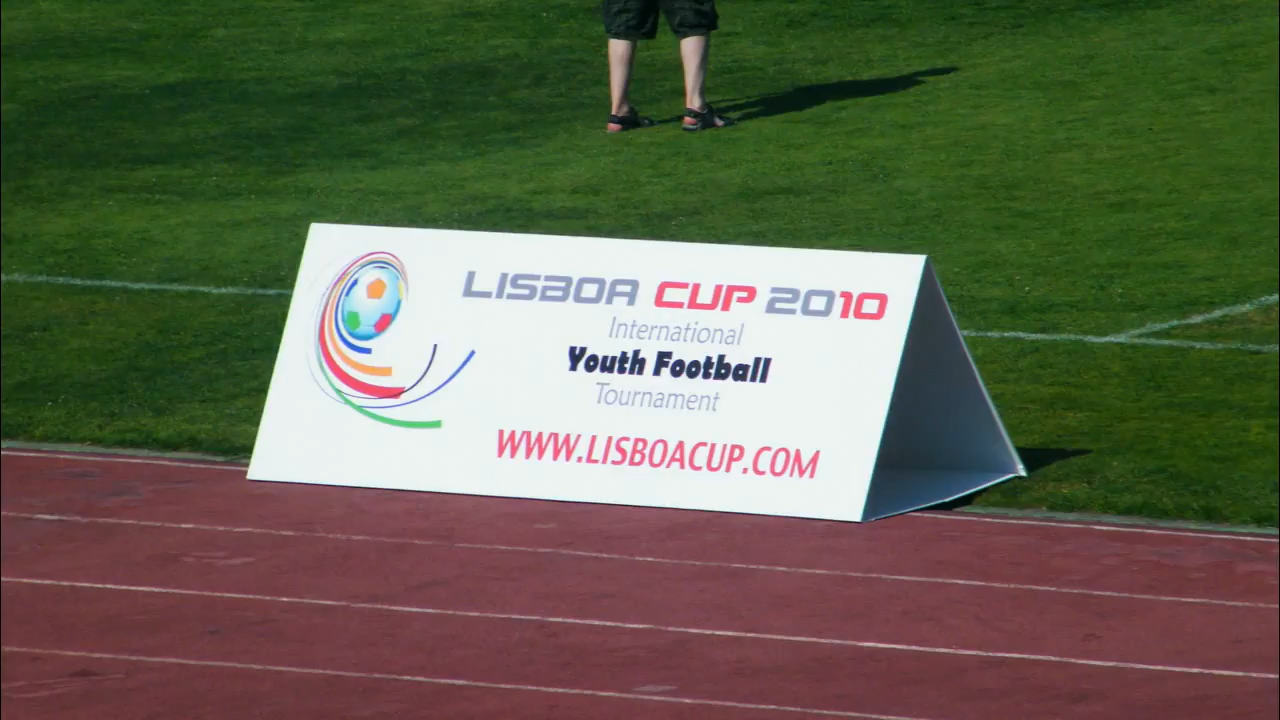 LISBOA CUP 2010
International
Youth Football
Tournament
WWW.LISBOACUP.COM